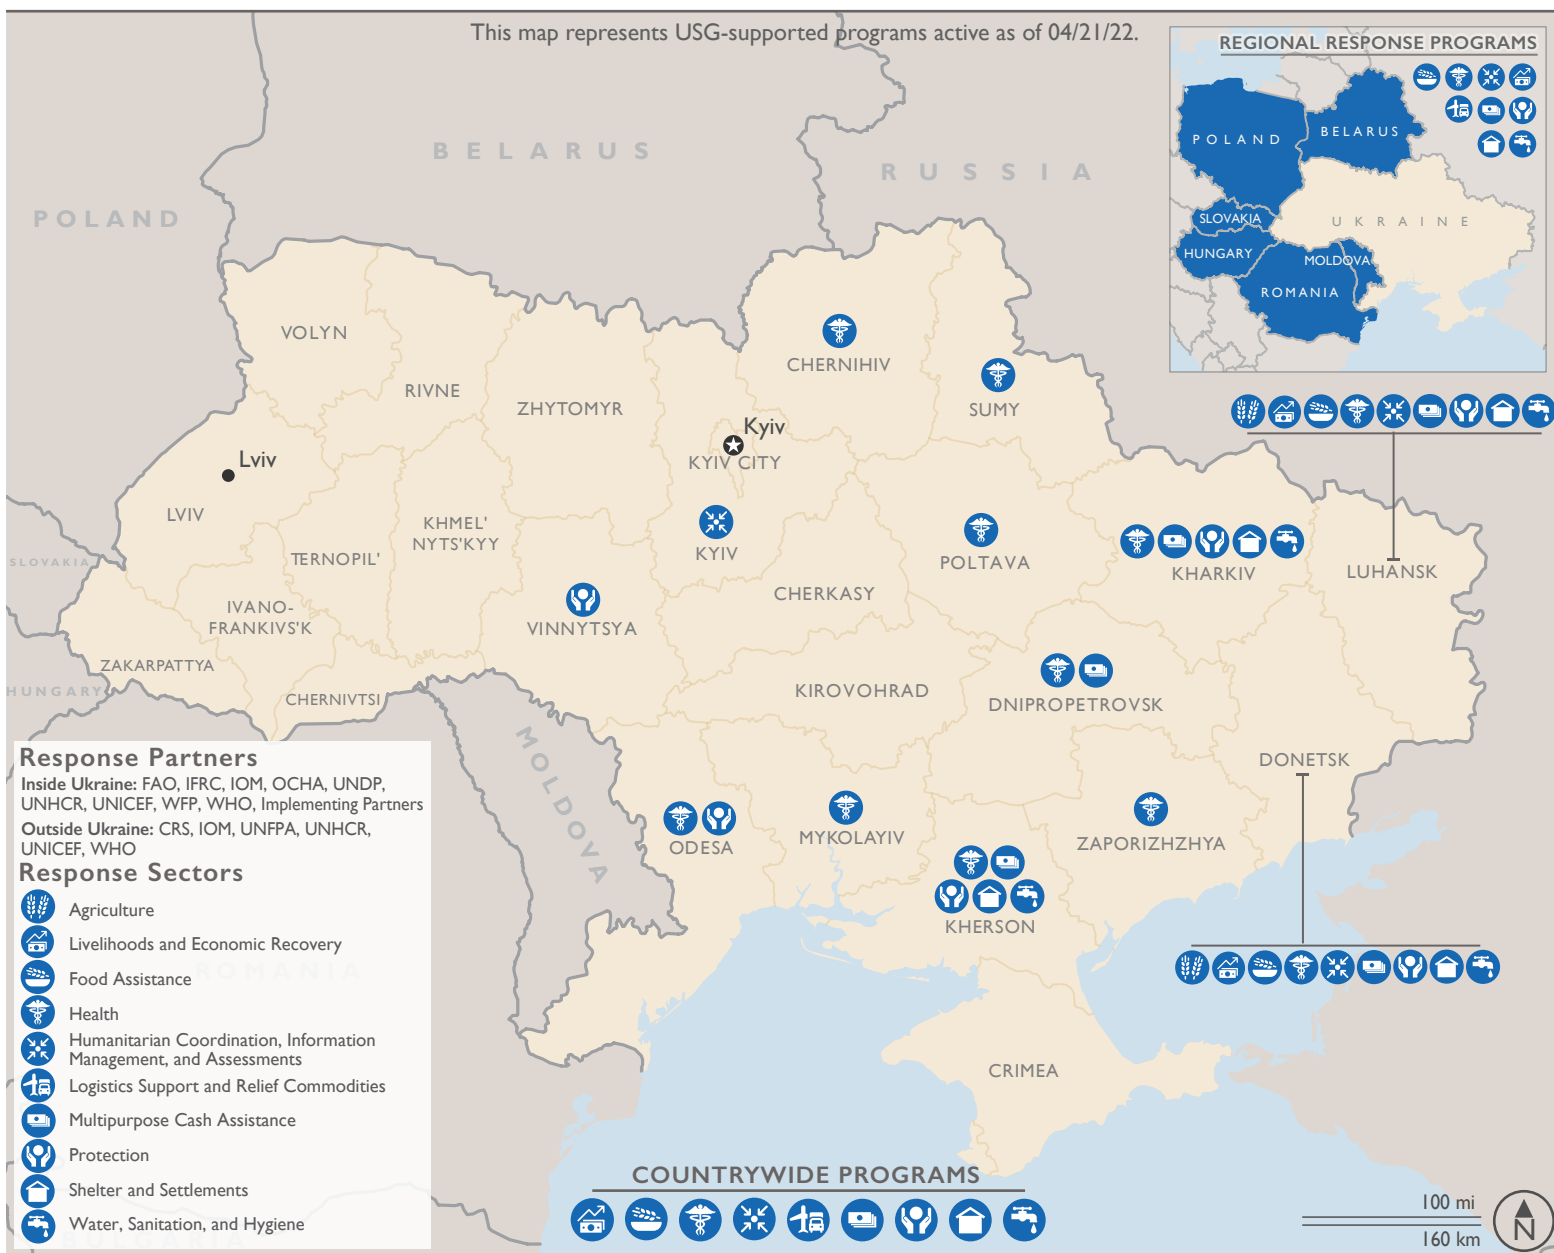 This map represents USG-supported programs active as of 04/21/22.
REGIONAL RESPONSE PROGRAMS
POLAND
BELARUS
SLOVAKIA
UKRAINE
HUNGARY
MOLDOVA
ROMANIA
BELARUS
RUSSIA
POLAND
VOLYN
RIVNE
ZHYTOMYR
CHERNIHIV
SUMY
Kyiv
KYIV CITY
Lviv
LVIV
KHMEL'
NYTS'KYY
TERNOPIL'
KYIV
POLTAVA
KHARKIV
LUHANSK
SLOVAKIA
IVANO-
FRANKIVS'K
VINNYTSYA
CHERKASY
ZAKARPATTYA
HUNGARY
CHERNIVTSI
KIROVOHRAD
DNIPROPETROVSK
DONETSK
MOLDOVA
ODESA
MYKOLAYIV
ZAPORIZHZHYA
KHERSON
CRIMEA
Response Partners
Inside Ukraine: FAO, IFRC, IOM, OCHA, UNDP,
UNHCR, UNICEF, WFP, WHO, Implementing Partners
Outside Ukraine: CRS, IOM, UNFPA, UNHCR,
UNICEF, WHO
Response Sectors
Agriculture
Livelihoods and Economic Recovery
ROMANIA
Food Assistance
Health
Humanitarian Coordination, Information
Management, and Assessments
Logistics Support and Relief Commodities
Multipurpose Cash Assistance
Protection
Shelter and Settlements
Water, Sanitation, and Hygiene
BULGARIA
COUNTRYWIDE PROGRAMS
100 mi
160 km
N